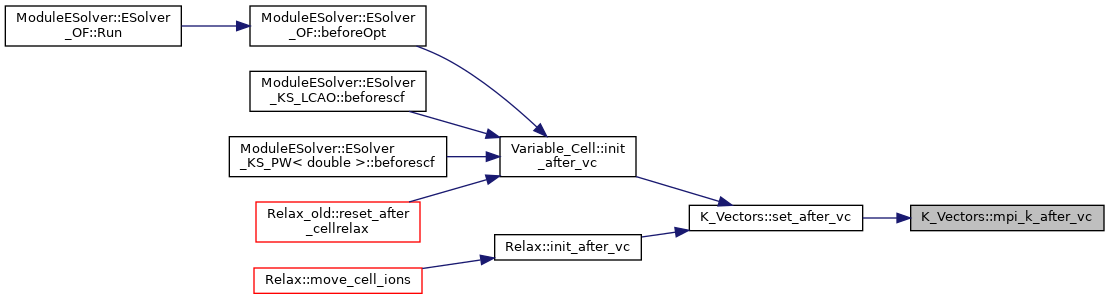 ModuleESolver::ESolver
_OF::Run
ModuleESolver::ESolver
_OF::beforeOpt
ModuleESolver::ESolver
_KS_LCAO::beforescf
ModuleESolver::ESolver
_KS_PW< double >::beforescf
Relax_old::reset_after
_cellrelax
Relax::move_cell_ions
Variable_Cell::init
_after_vc
Relax::init_after_vc
K_Vectors::set_after_vc
K_Vectors::mpi_k_after_vc